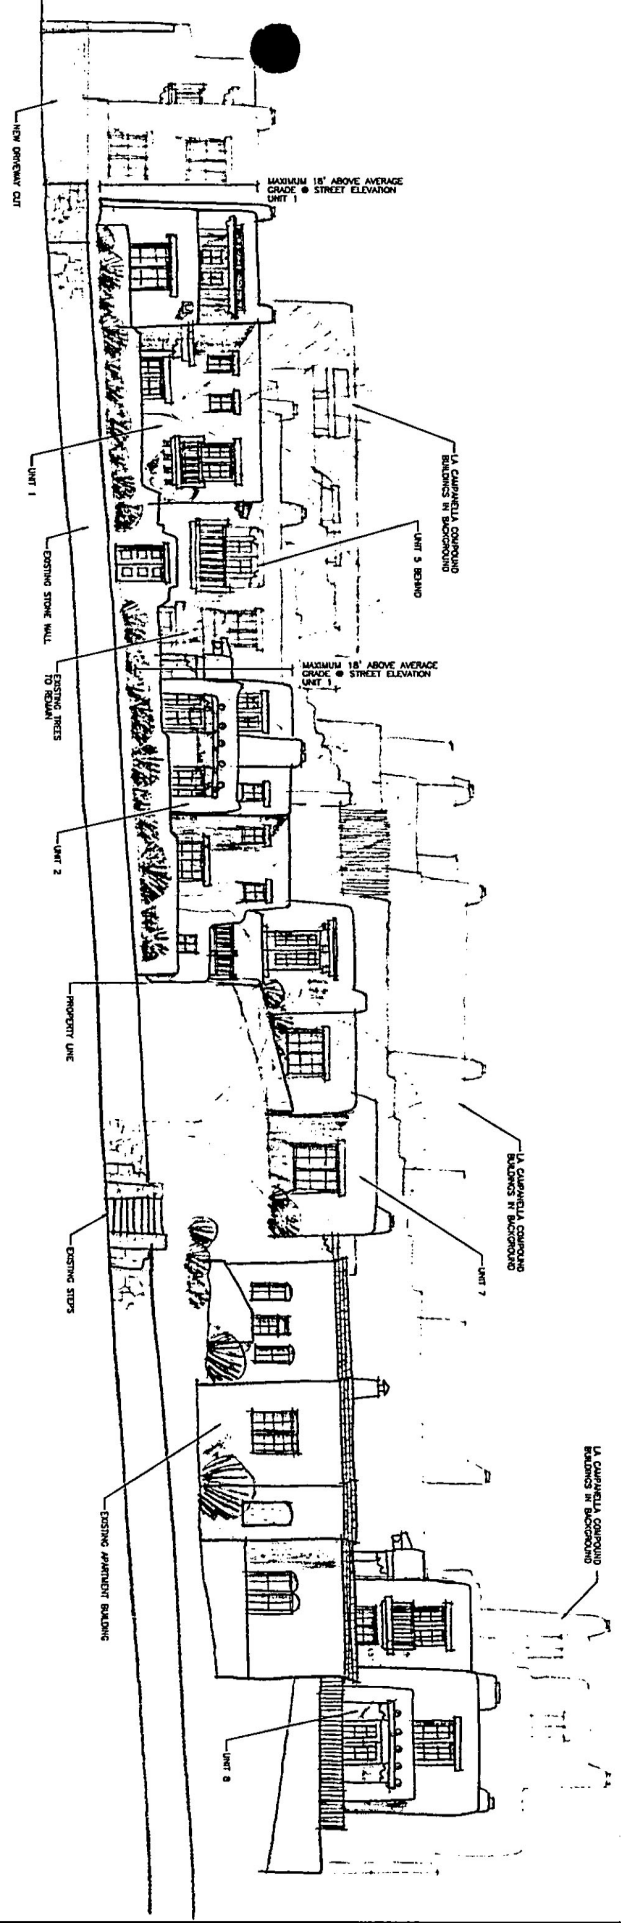 NEW DRIVEWAY CUT
MAXIMUM 18' ABOVE AVERAGE
GRADE @ STREET ELEVATION
UNIT 1
UNIT 1
EXISTING STONE WALL
LA CAMPANELLA COMPOUND
BUILDINGS IN BACKGROUND
UNIT 5 BEHIND
EXISTING TREES
TO REMAIN
MAXIMUM 18' ABOVE AVERAGE
GRADE @ STREET ELEVATION
UNIT 1
UNIT 2
PROPERTY LINE
LA CAMPANELLA COMPOUND
BUILDINGS IN BACKGROUND
UNIT 7
EXISTING STEPS
EXISTING APARTMENT BUILDING
LA CAMPANELLA COMPOUND
BUILDINGS IN BACKGROUND
UNIT 8